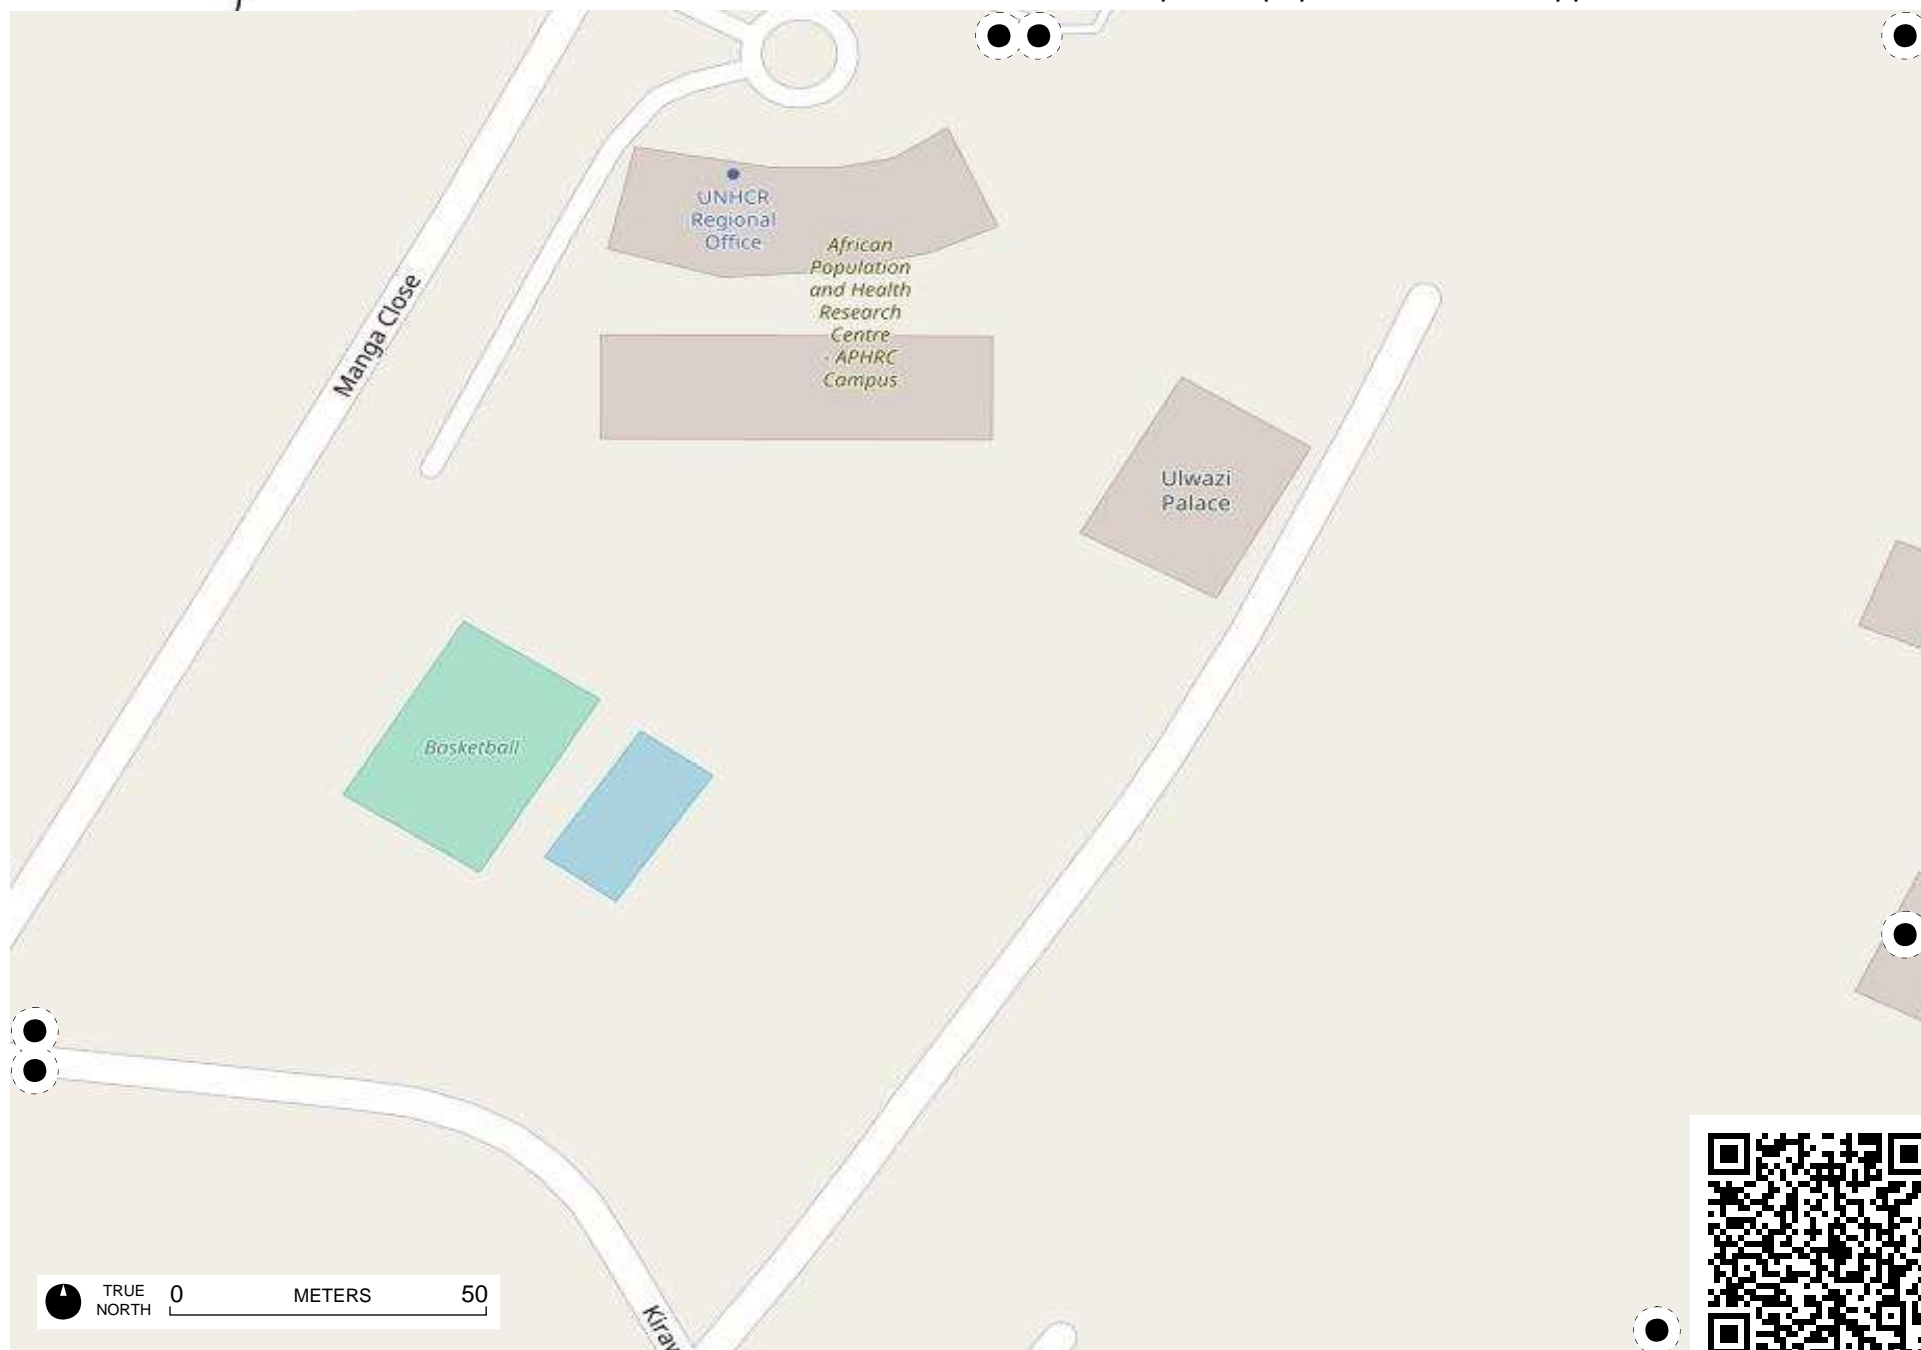 UNHCR
Regional
Office
African
Population
and Health
Research
Centre
- APHRC
Campus
Manga Close
Ulwazi
Palace
Basketball
TRUE
NORTH
0 METERS 50